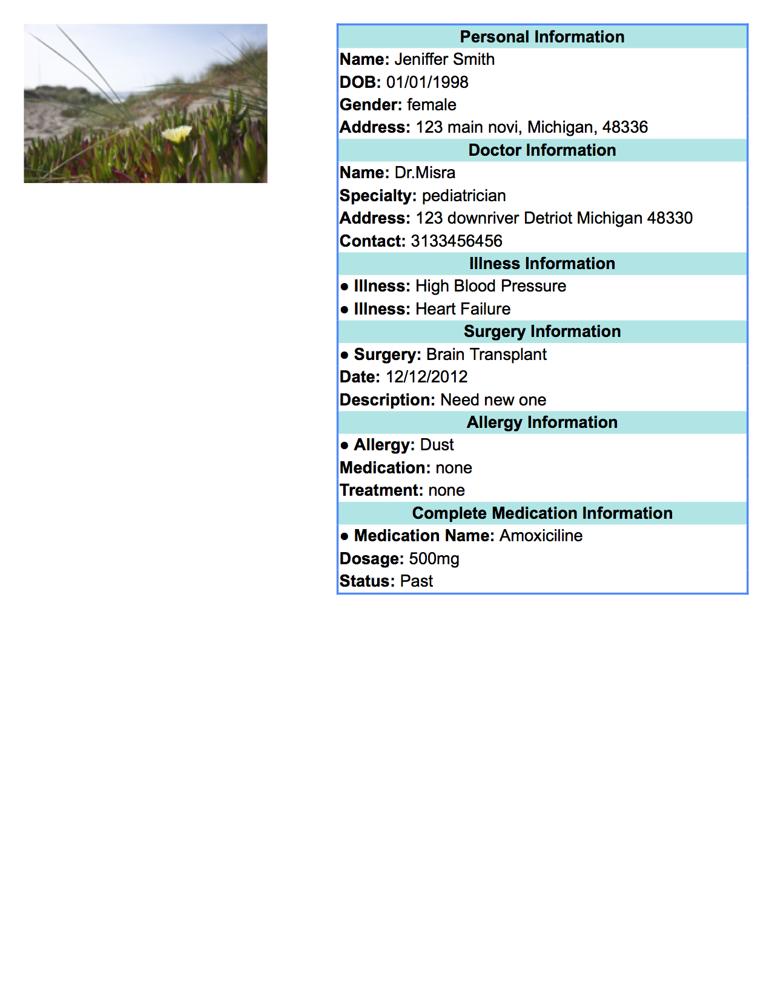 Personal Information
Name: Jeniffer Smith
DOB: 01/01/1998
Gender: female
Address: 123 main novi, Michigan, 48336
Doctor Information
Name: Dr.Misra
Specialty: pediatrician
Address: 123 downriver Detriot Michigan 48330
Contact: 3133456456
Illness Information
● Illness: High Blood Pressure
● Illness: Heart Failure
Surgery Information
● Surgery: Brain Transplant
Date: 12/12/2012
Description: Need new one
Allergy Information
● Allergy: Dust
Medication: none
Treatment: none
Complete Medication Information
● Medication Name: Amoxiciline
Dosage: 500mg
Status: Past